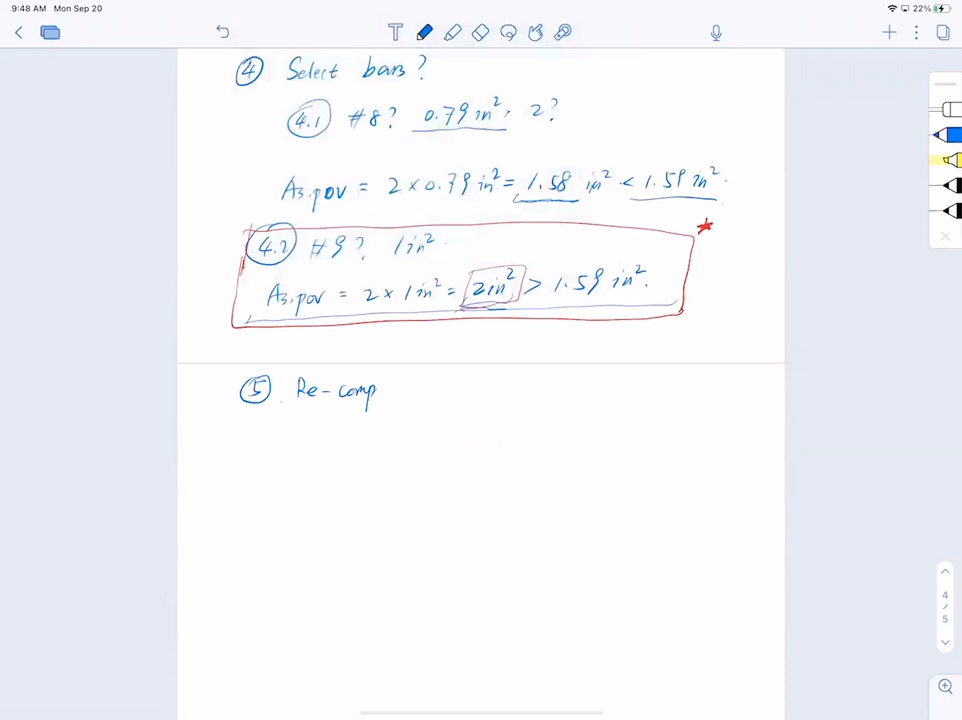 9:48 AM Mon Sep 20
22%
T
④ Select bars?
4.1 #8? 0.79 in², 2?
As.pov = 2 × 0.79 in² = 1.58 in² < 1.59 in².
4.2 #9? 1 in².
As.pov = 2 × 1 in² = 2 in² > 1.59 in².
⑤. Re-comp
4
/
5